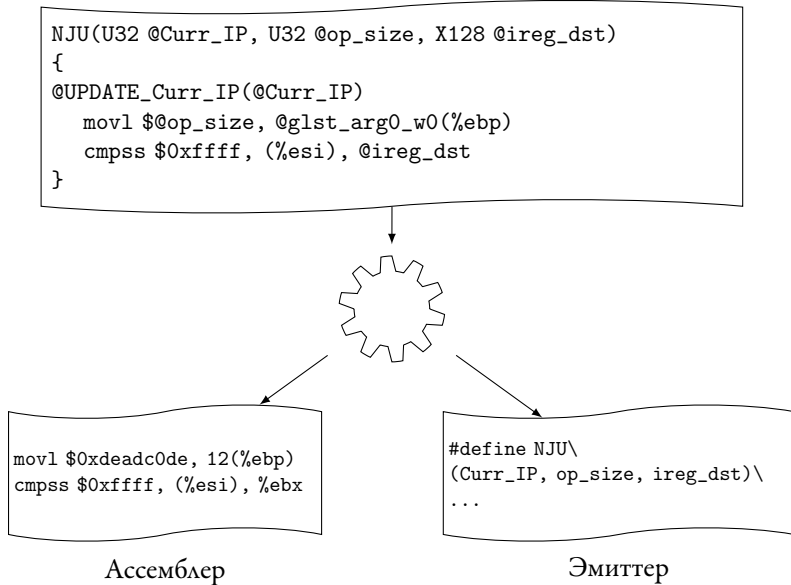 NJU(U32 @Curr_IP, U32 @op_size, X128 @ireg_dst)
{
@UPDATE_Curr_IP(@Curr_IP)
movl $@op_size, @glst_arg0_w0(%ebp)
cmpss $0xffff, (%esi), @ireg_dst
}
movl $0xdeadc0de, 12(%ebp)
cmpss $0xffff, (%esi), %ebx
Ассемблер
#define NJU\
(Curr_IP, op_size, ireg_dst)\
...
Эмиттер